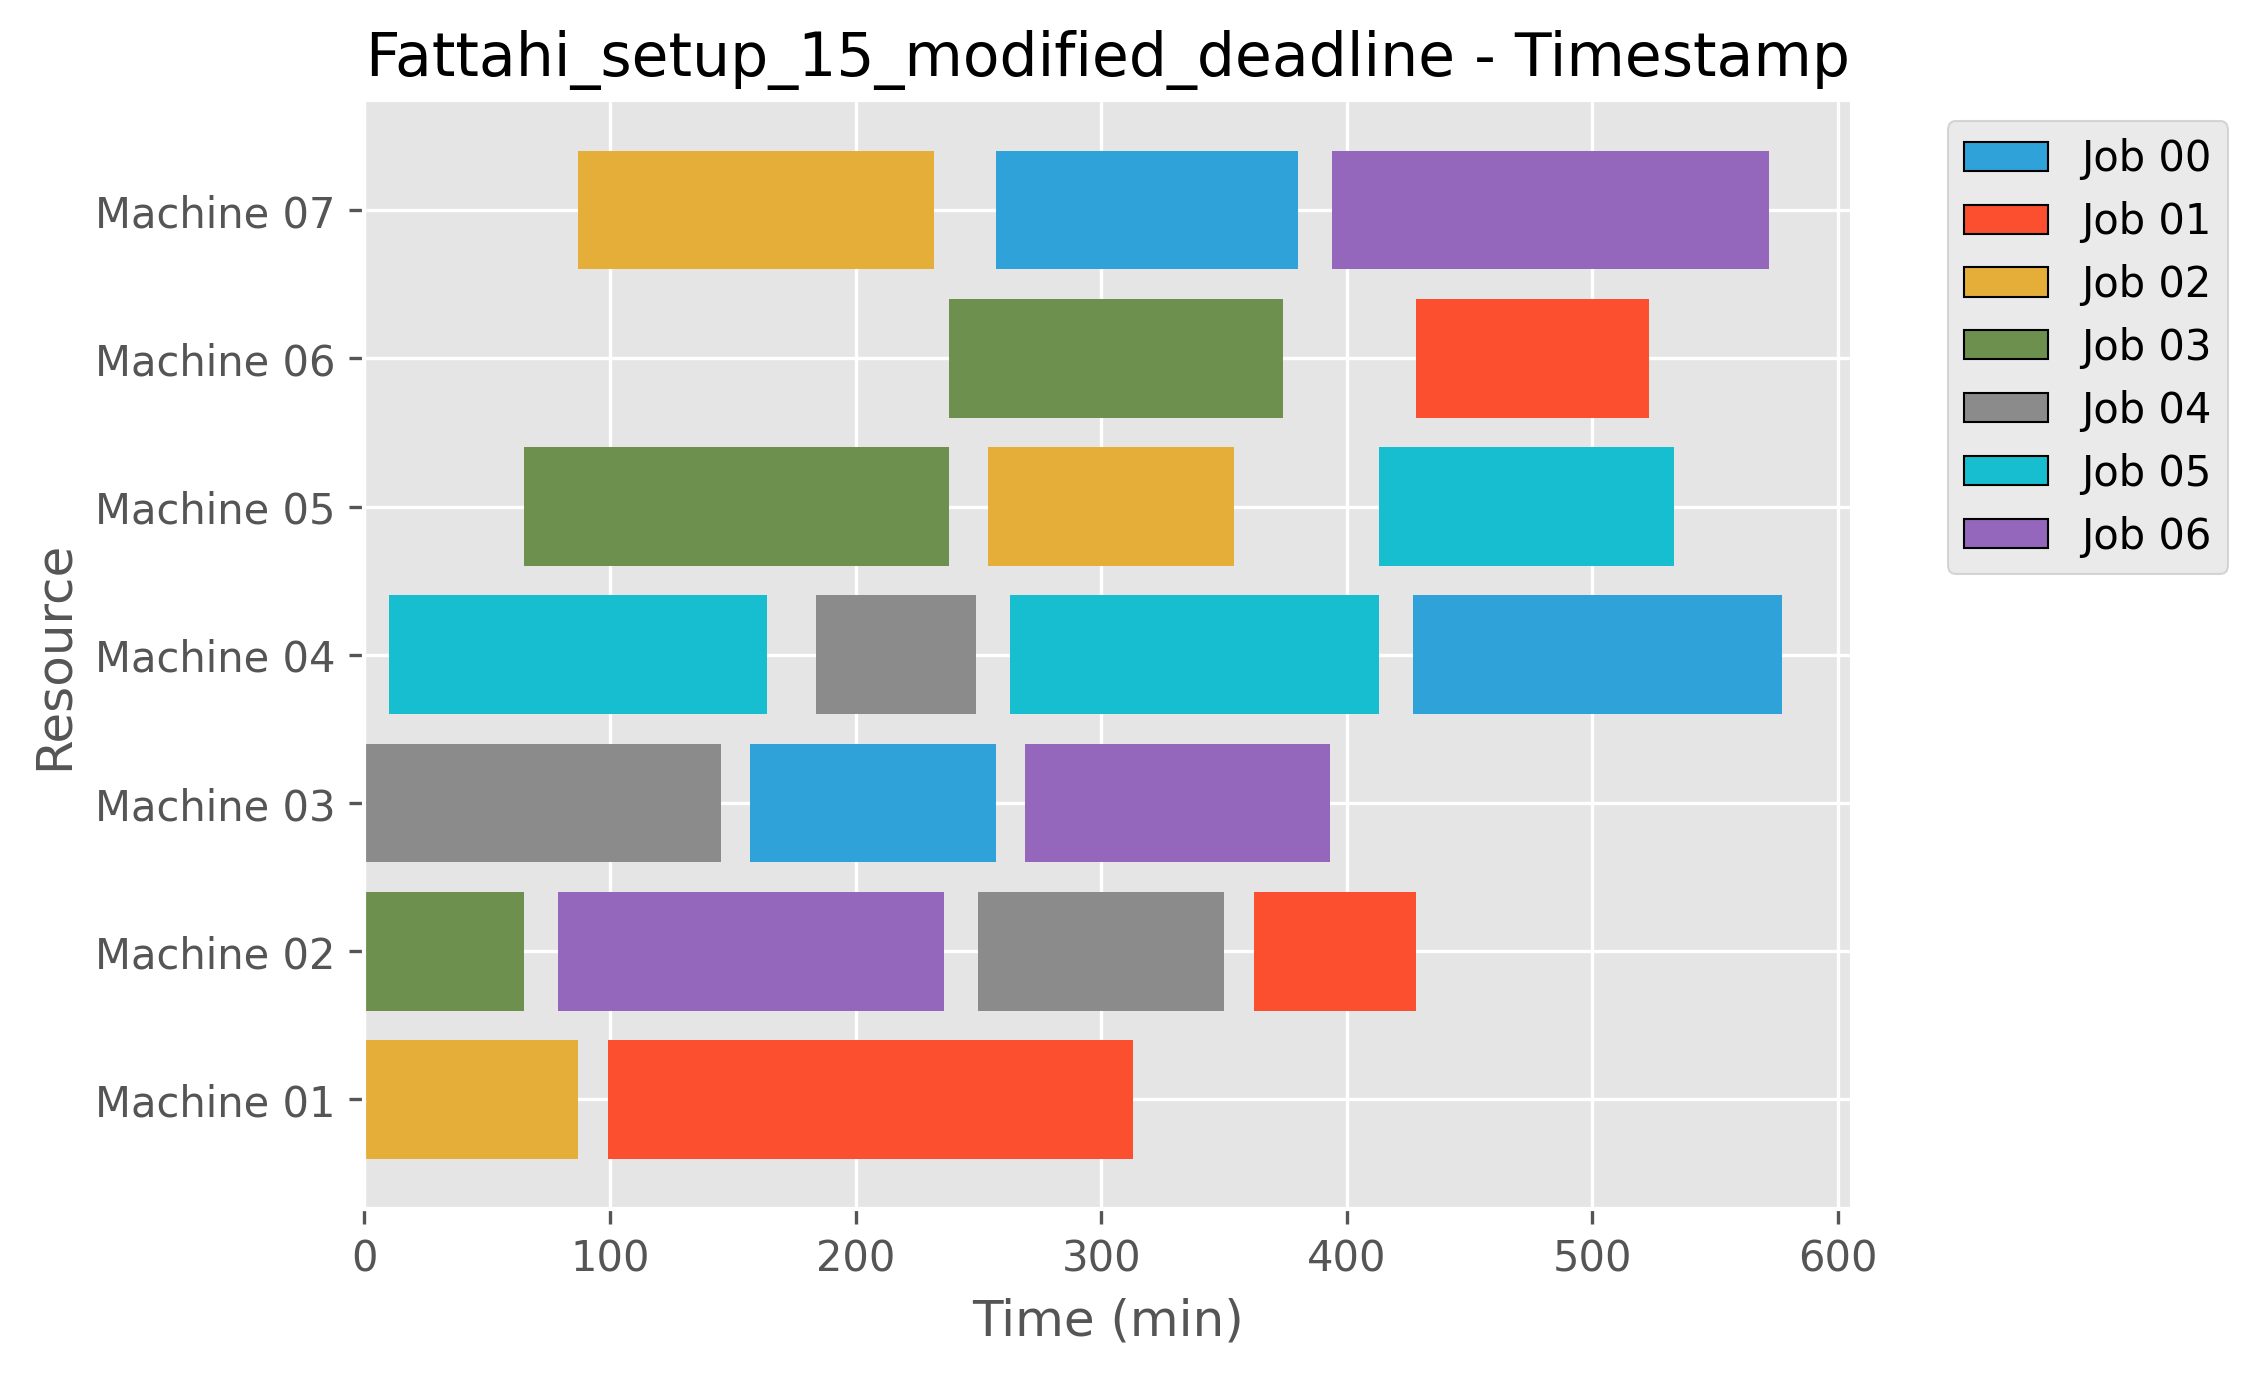 Fattahi_setup_15_modified_deadline - Timestamp
Machine 07
Machine 06
Machine 05
Machine 04
Machine 03
Machine 02
Machine 01
Resource
0 100 200 300 400 500 600
Time (min)
Job 00
Job 01
Job 02
Job 03
Job 04
Job 05
Job 06